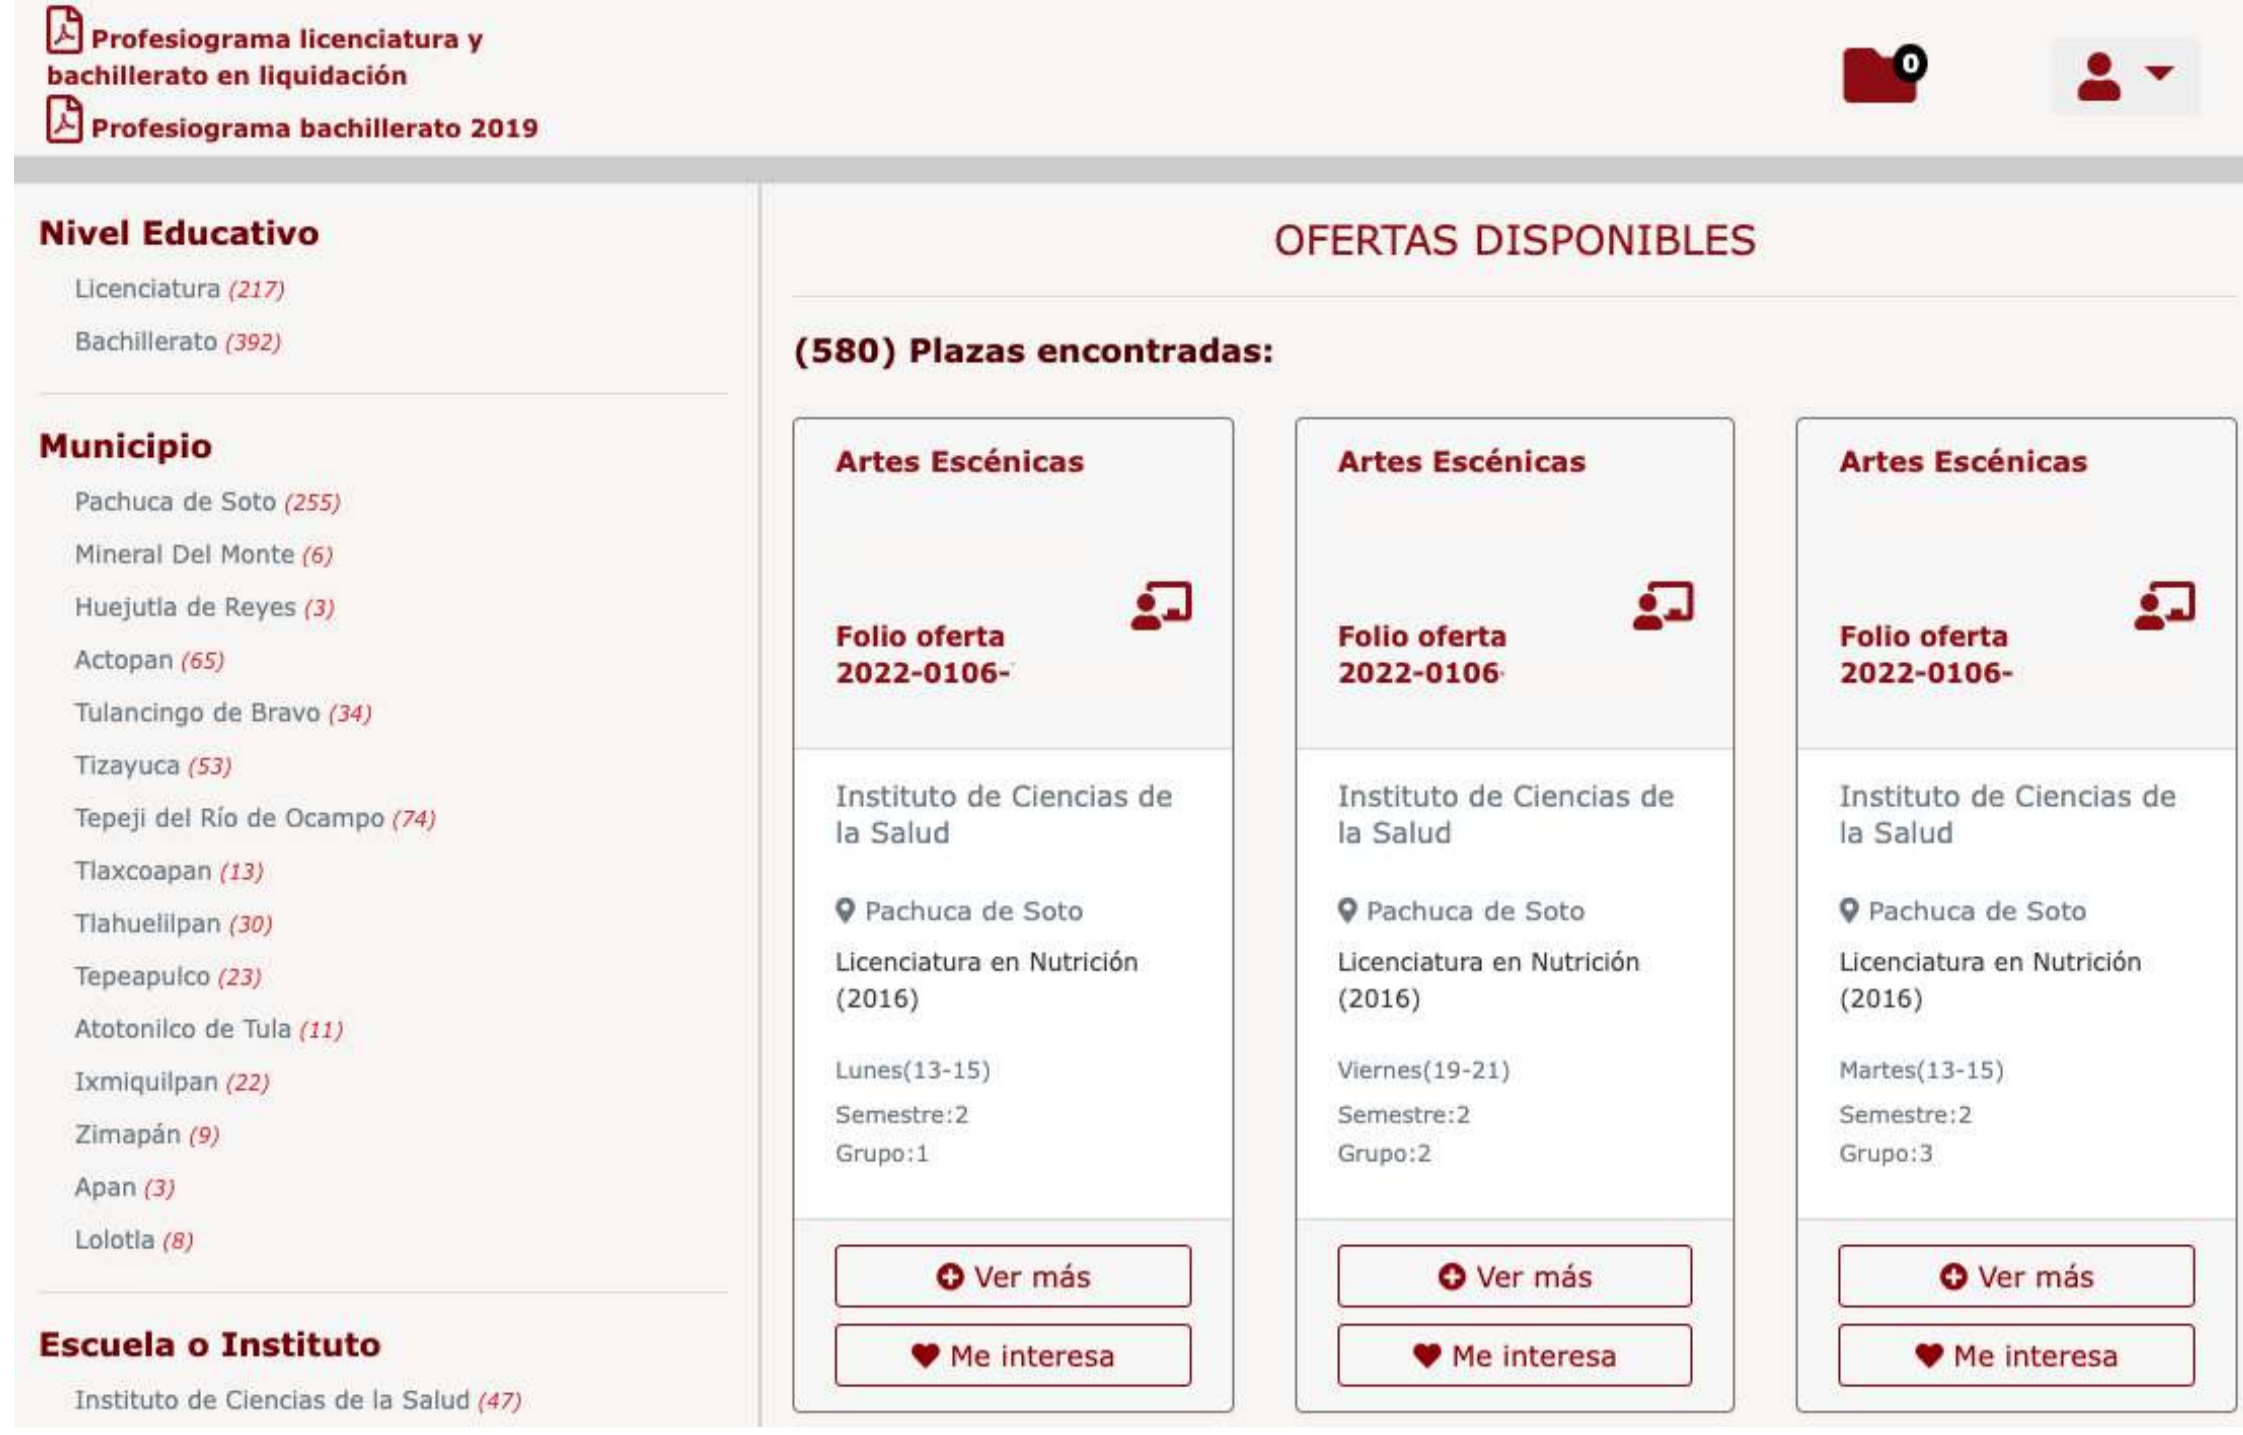 Profesiograma licenciatura y
bachillerato en liquidación
Profesiograma bachillerato 2019
0
Nivel Educativo
Licenciatura (217)
Bachillerato (392)
Municipio
Pachuca de Soto (255)
Mineral Del Monte (6)
Huejutla de Reyes (3)
Actopan (65)
Tulancingo de Bravo (34)
Tizayuca (53)
Tepeji del Río de Ocampo (74)
Tlaxcoapan (13)
Tlahuelilpan (30)
Tepeapulco (23)
Atotonilco de Tula (11)
Ixmiquilpan (22)
Zimapán (9)
Apan (3)
Lolotla (8)
Escuela o Instituto
Instituto de Ciencias de la Salud (47)
OFERTAS DISPONIBLES
(580) Plazas encontradas:
Artes Escénicas
Folio oferta
2022-0106-
Instituto de Ciencias de
la Salud
Pachuca de Soto
Licenciatura en Nutrición
(2016)
Lunes(13-15)
Semestre:2
Grupo:1
Ver más
Me interesa
Artes Escénicas
Folio oferta
2022-0106-
Instituto de Ciencias de
la Salud
Pachuca de Soto
Licenciatura en Nutrición
(2016)
Viernes(19-21)
Semestre:2
Grupo:2
Ver más
Me interesa
Artes Escénicas
Folio oferta
2022-0106-
Instituto de Ciencias de
la Salud
Pachuca de Soto
Licenciatura en Nutrición
(2016)
Martes(13-15)
Semestre:2
Grupo:3
Ver más
Me interesa